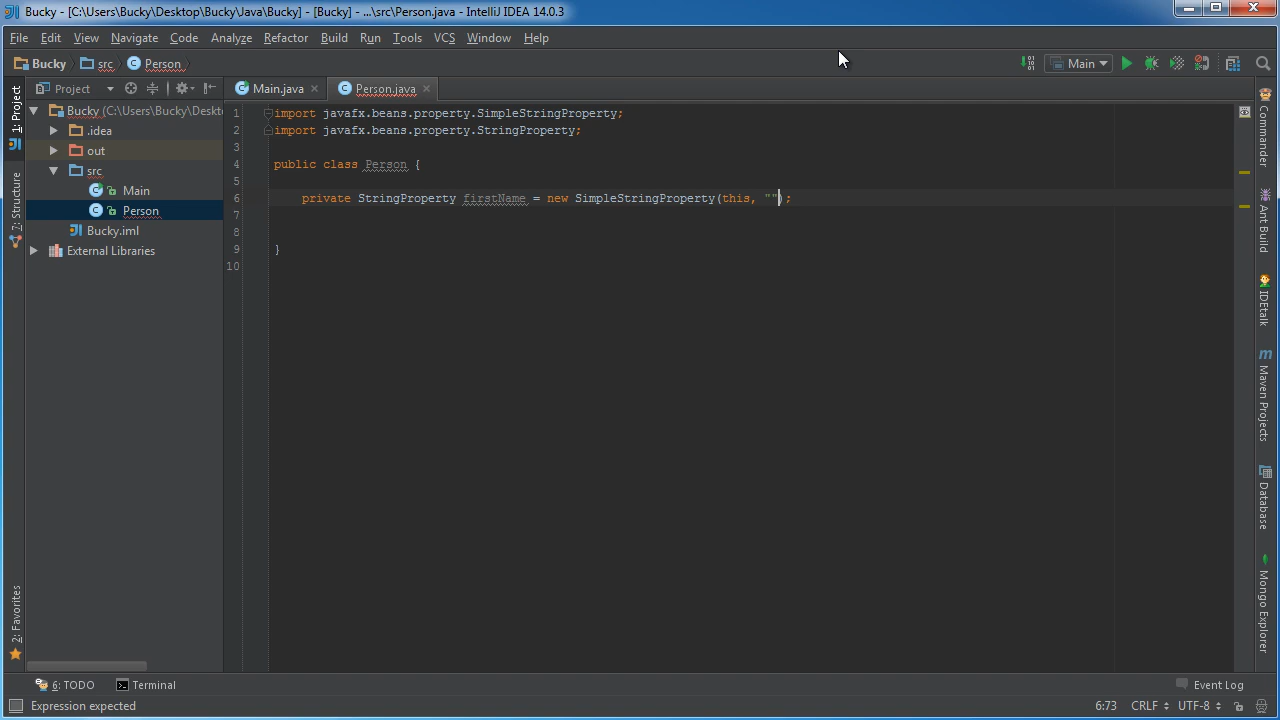 Bucky - [C:\Users\Bucky\Desktop\Bucky\Java\Bucky] - [Bucky] - ...\src\Person.java - IntelliJ IDEA 14.0.3
File Edit View Navigate Code Analyze Refactor Build Run Tools VCS Window Help
Bucky src Person Main
1: Project
7: Structure
2: Favorites
Project
Bucky (C:\Users\Bucky\Deskt
.idea
out
src
Main
Person
Bucky.iml
External Libraries
Main.java Person.java
1 import javafx.beans.property.SimpleStringProperty;
2 import javafx.beans.property.StringProperty;
3
4 public class Person {
5
6 private StringProperty firstName = new SimpleStringProperty(this, "");
7
8
9 }
10
Commander
Ant Build
IDEtalk
Maven Projects
Database
Mongo Explorer
6: TODO Terminal Event Log
Expression expected 6:73 CRLF UTF-8